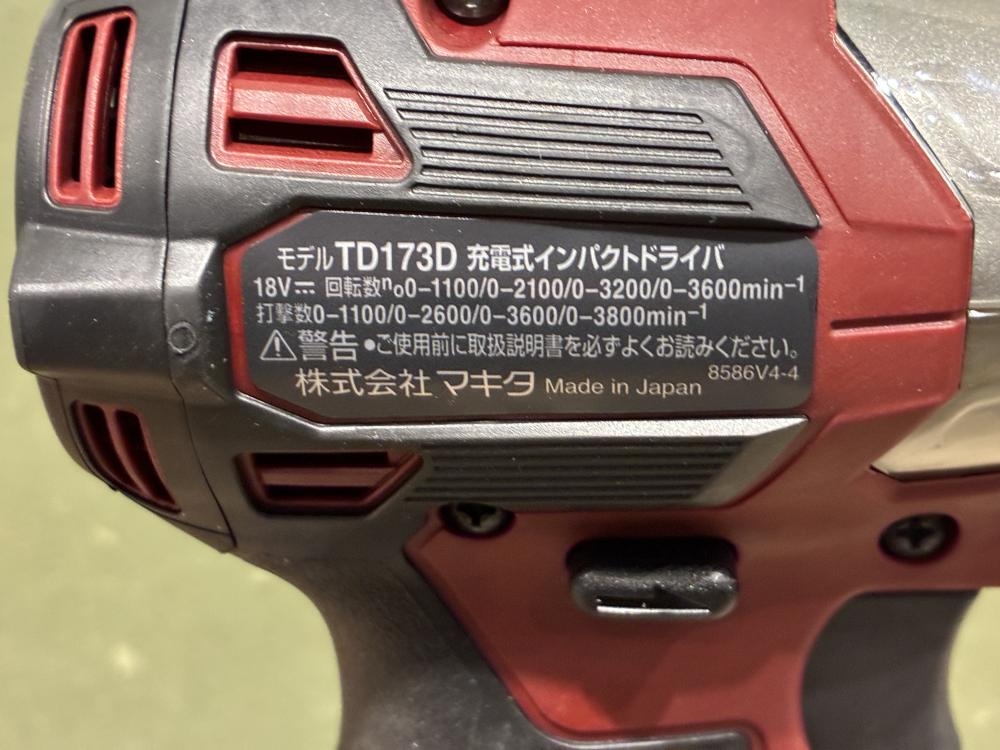 モデル TD173D 充電式インパクトドライバ
18V⎓ 回転数n₀0-1100/0-2100/0-3200/0-3600min⁻¹
打撃数0-1100/0-2600/0-3600/0-3800min⁻¹
⚠警告 •ご使用前に取扱説明書を必ずよくお読みください。
株式会社 マキタ Made in Japan 8586V4-4